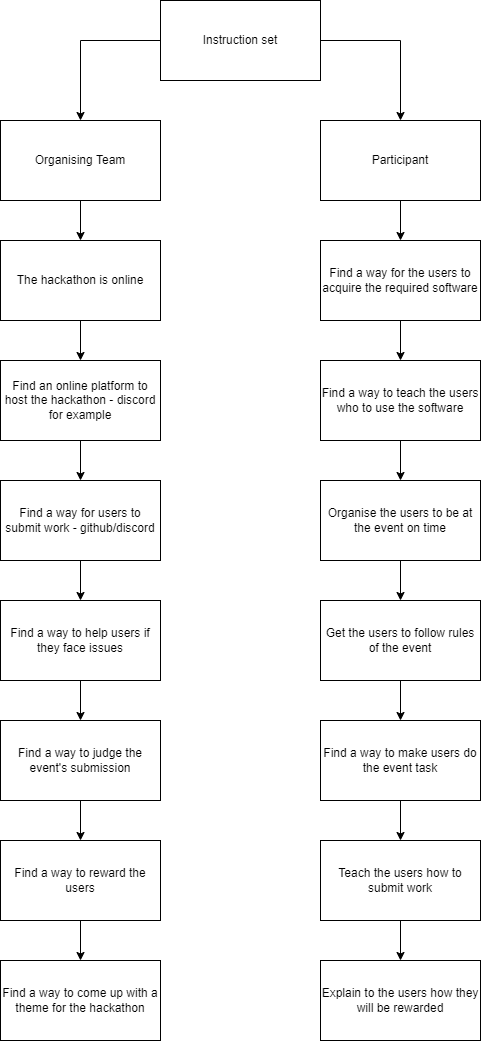 Instruction set
Organising Team
Participant
The hackathon is online
Find a way for the users to
acquire the required software
Find an online platform to
host the hackathon - discord
for example
Find a way to teach the users
who to use the software
Find a way for users to
submit work - github/discord
Organise the users to be at
the event on time
Find a way to help users if
they face issues
Get the users to follow rules
of the event
Find a way to judge the
event's submission
Find a way to make users do
the event task
Find a way to reward the
users
Teach the users how to
submit work
Find a way to come up with a
theme for the hackathon
Explain to the users how they
will be rewarded